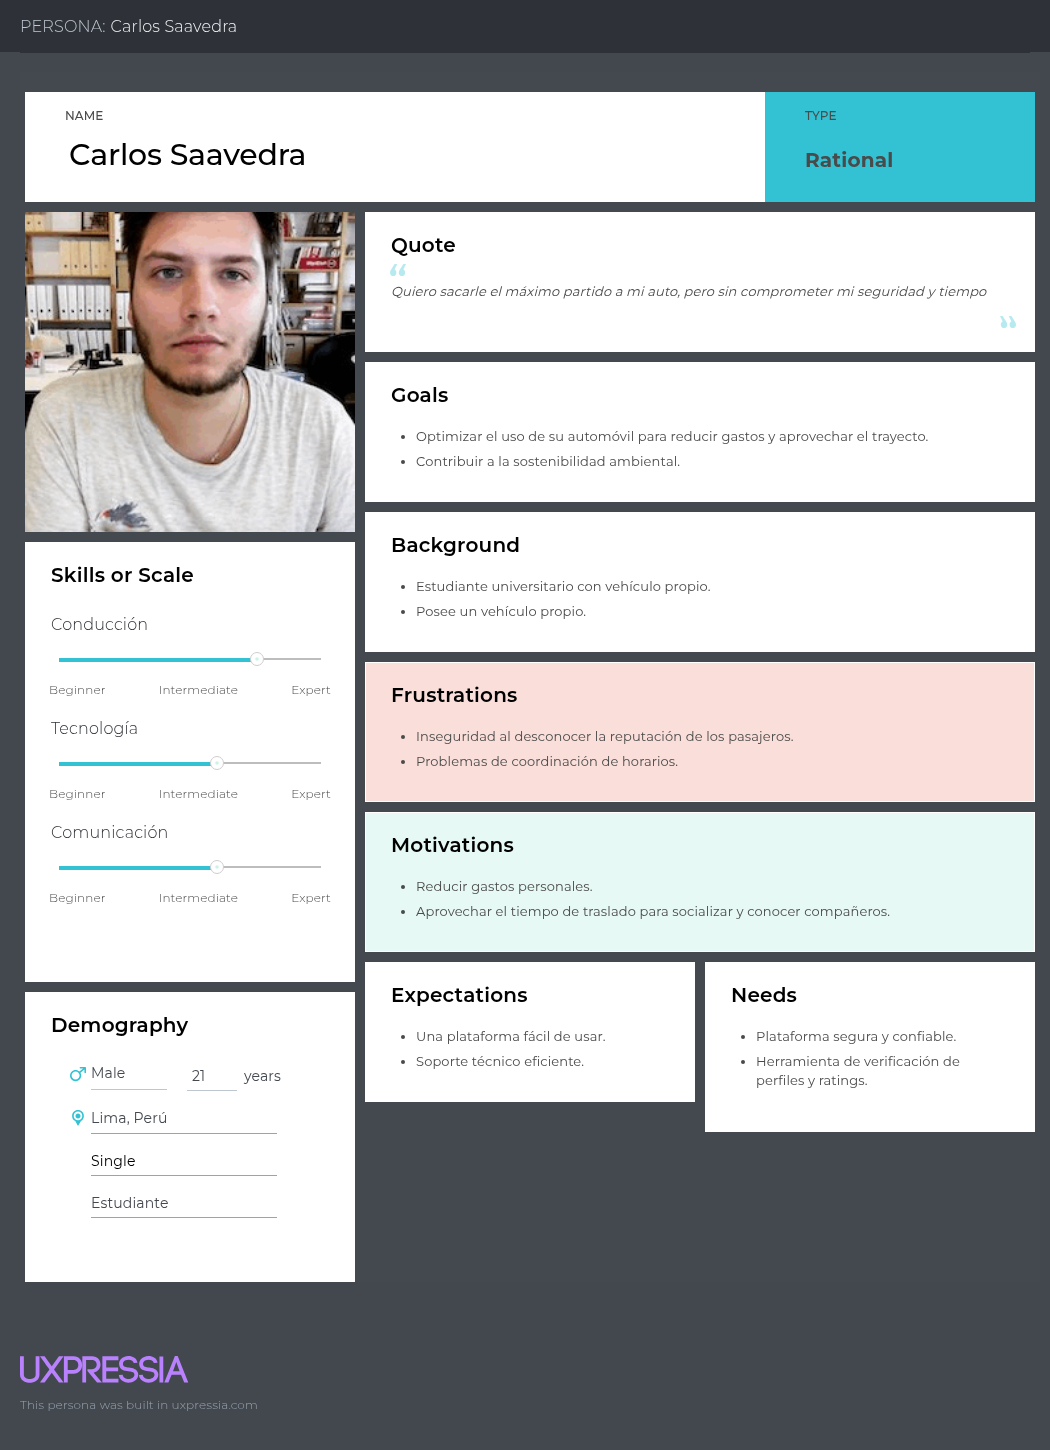 PERSONA: Carlos Saavedra
NAME
Carlos Saavedra
TYPE
Rational
Quote
“
Quiero sacarle el máximo partido a mi auto, pero sin comprometer mi seguridad y tiempo
”
Goals
• Optimizar el uso de su automóvil para reducir gastos y aprovechar el trayecto.
• Contribuir a la sostenibilidad ambiental.
Background
• Estudiante universitario con vehículo propio.
• Posee un vehículo propio.
Skills or Scale
Conducción
Beginner Intermediate Expert
Tecnología
Beginner Intermediate Expert
Comunicación
Beginner Intermediate Expert
Frustrations
• Inseguridad al desconocer la reputación de los pasajeros.
• Problemas de coordinación de horarios.
Motivations
• Reducir gastos personales.
• Aprovechar el tiempo de traslado para socializar y conocer compañeros.
Demography
Male 21 years
Lima, Perú
Single
Estudiante
Expectations
• Una plataforma fácil de usar.
• Soporte técnico eficiente.
Needs
• Plataforma segura y confiable.
• Herramienta de verificación de
perfiles y ratings.
UXPRESSIA
This persona was built in uxpressia.com